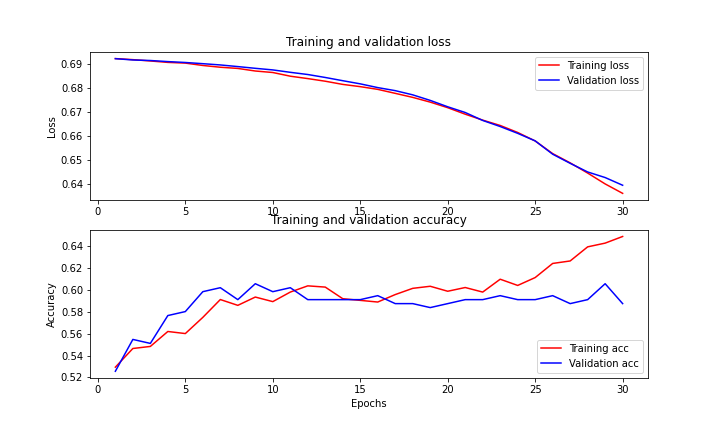 Training and validation loss
0.69
0.68
0.67
0.66
0.65
0.64
Loss
Training loss
Validation loss
0 5 10 15 20 25 30
Training and validation accuracy
0.64
0.62
0.60
0.58
0.56
0.54
0.52
Accuracy
Training acc
Validation acc
0 5 10 15 20 25 30
Epochs